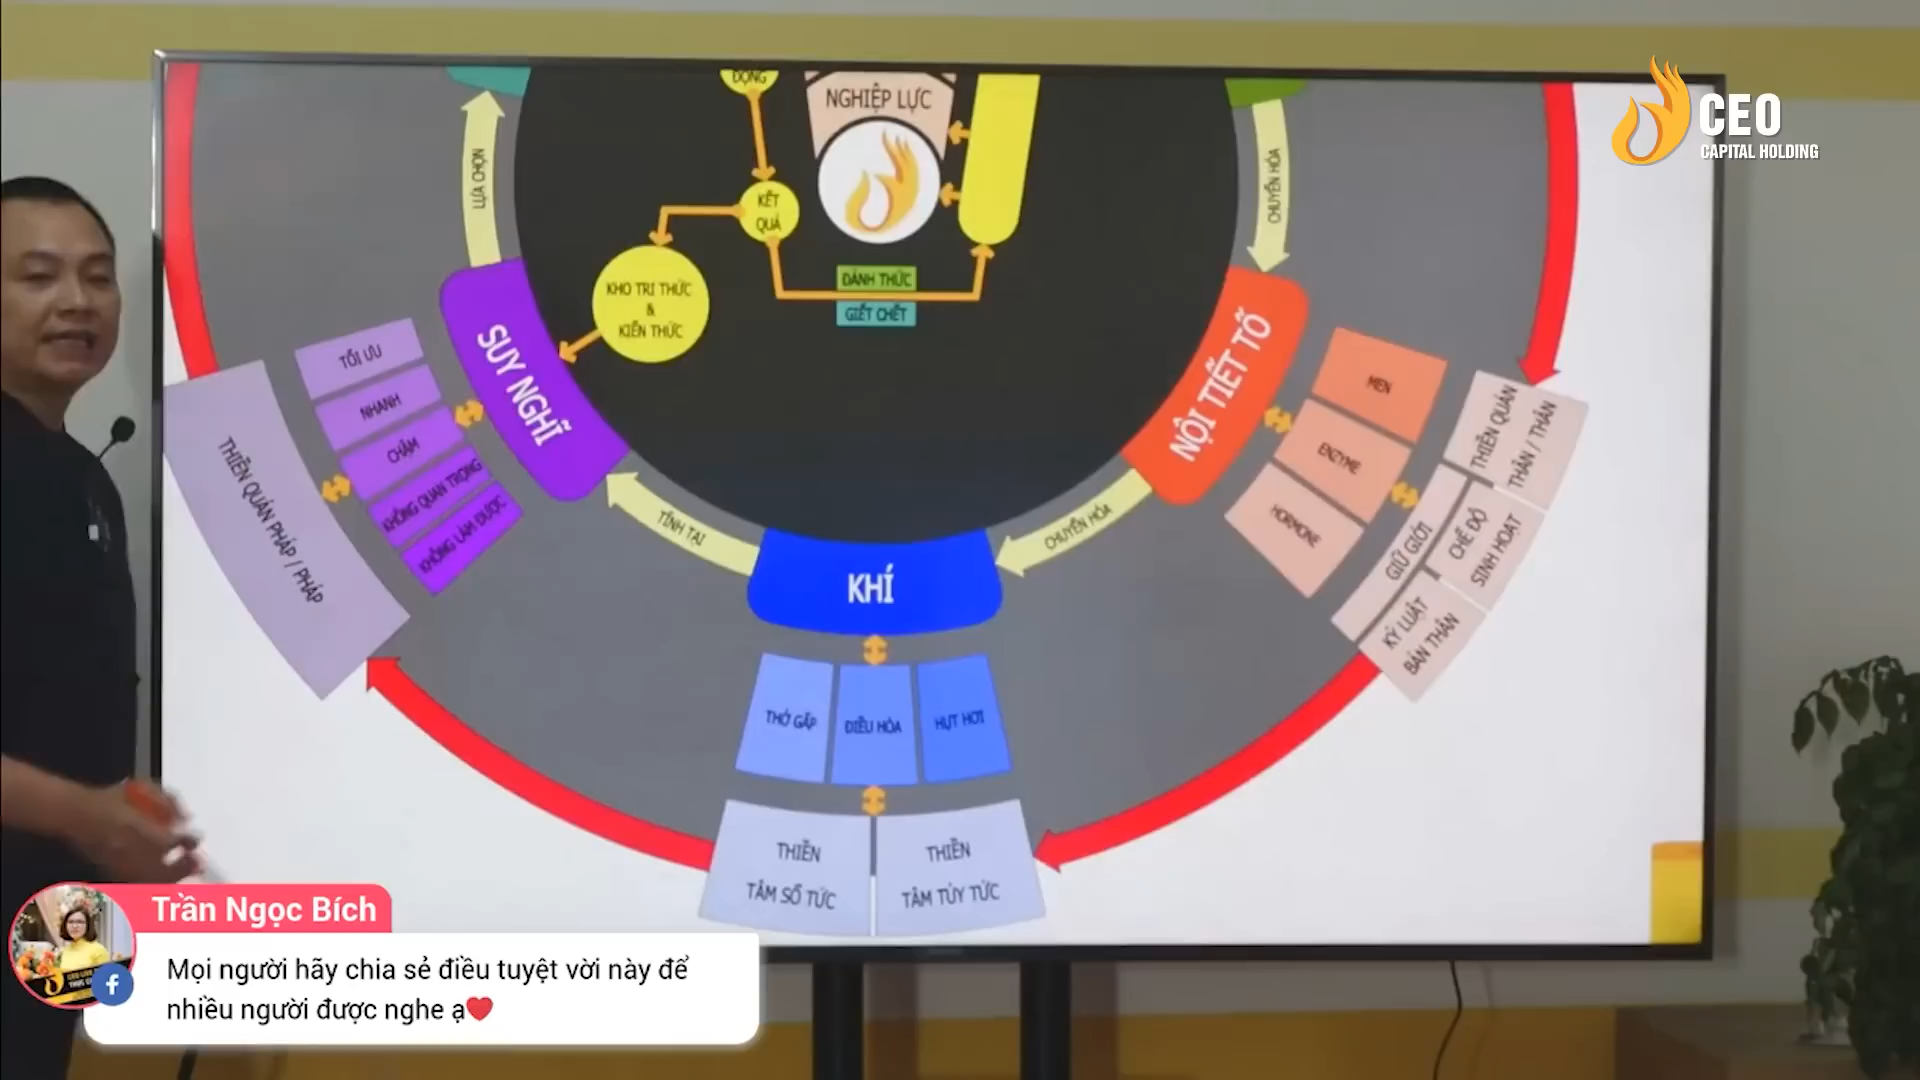 CEO
CAPITAL HOLDING
ĐỘNG
NGHIỆP LỰC
LỰA CHỌN
CHUYỂN HÓA
KẾT
QUẢ
KHO TRI THỨC
&
KIẾN THỨC
ĐÁNH THỨC
GIẾT CHẾT
SUY NGHĨ
NỘI TIẾT TỐ
TỐI ƯU
NHANH
CHẬM
KHÔNG QUAN TRỌNG
KHÔNG LÀM ĐƯỢC
THIỀN QUÁN PHÁP / PHÁP
MEN
ENZYME
HORMONE
THIỀN QUÁN
THÂN / THÂN
GIỮ GIỚI
CHẾ ĐỘ
SINH HOẠT
KỶ LUẬT
BẢN THÂN
TĨNH TẠI
CHUYỂN HÓA
KHÍ
THỞ GẤP
ĐIỀU HÒA
HỤT HƠI
THIỀN
TÂM SỔ TỨC
THIỀN
TÂM TÙY TỨC
Trần Ngọc Bích
Mọi người hãy chia sẻ điều tuyệt vời này để
nhiều người được nghe ạ❤️